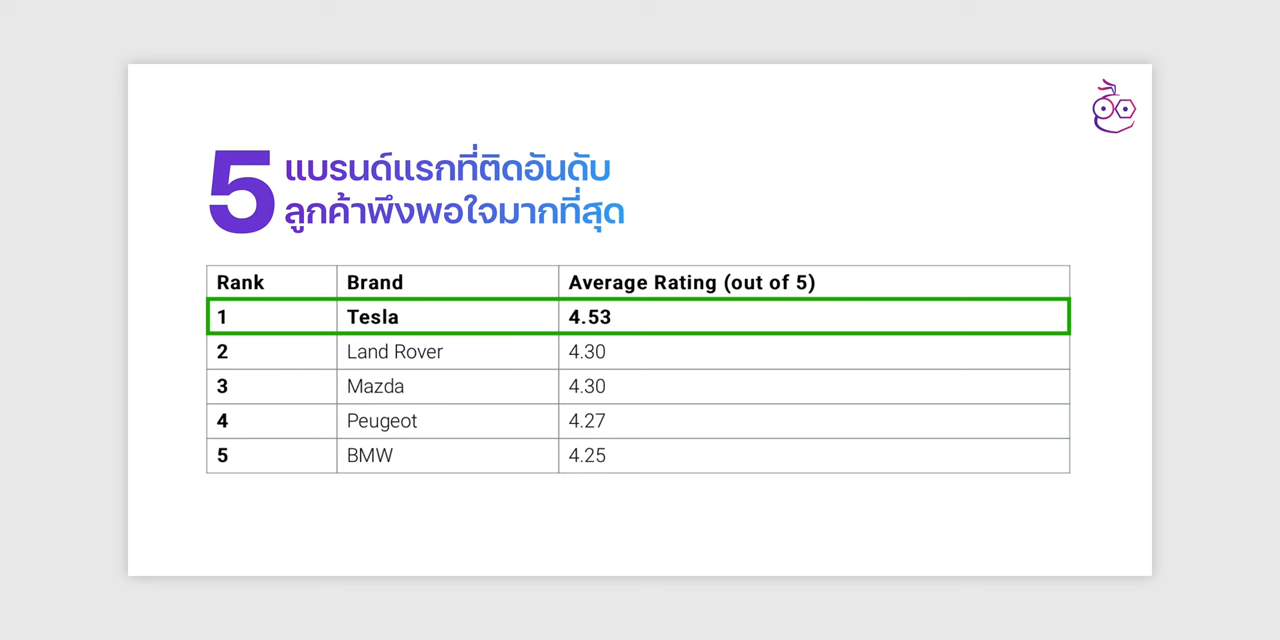 5 แบรนด์แรกที่ติดอันดับ
ลูกค้าพึงพอใจมากที่สุด
Rank Brand Average Rating (out of 5)
1 Tesla 4.53
2 Land Rover 4.30
3 Mazda 4.30
4 Peugeot 4.27
5 BMW 4.25